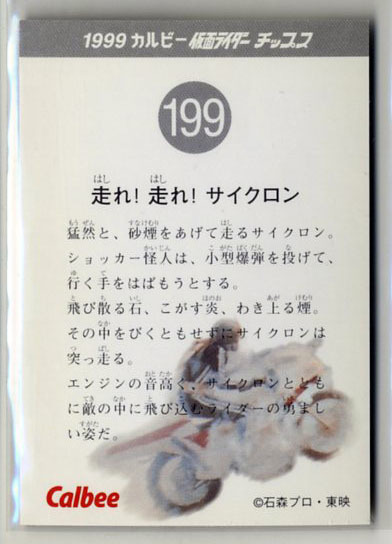 1999 カルビー 仮面ライダー チップス
199
走れ! 走れ! サイクロン
猛然と、砂煙をあげて走るサイクロン。
ショッカー怪人は、小型爆弾を投げて、
行く手をはばもうとする。
飛び散る石、こがす炎、わき上る煙。
その中をびくともせずにサイクロンは
突っ走る。
エンジンの音高く、サイクロンととも
に敵の中に飛び込むライダーの勇まし
い姿だ。
Calbee
©石森プロ・東映